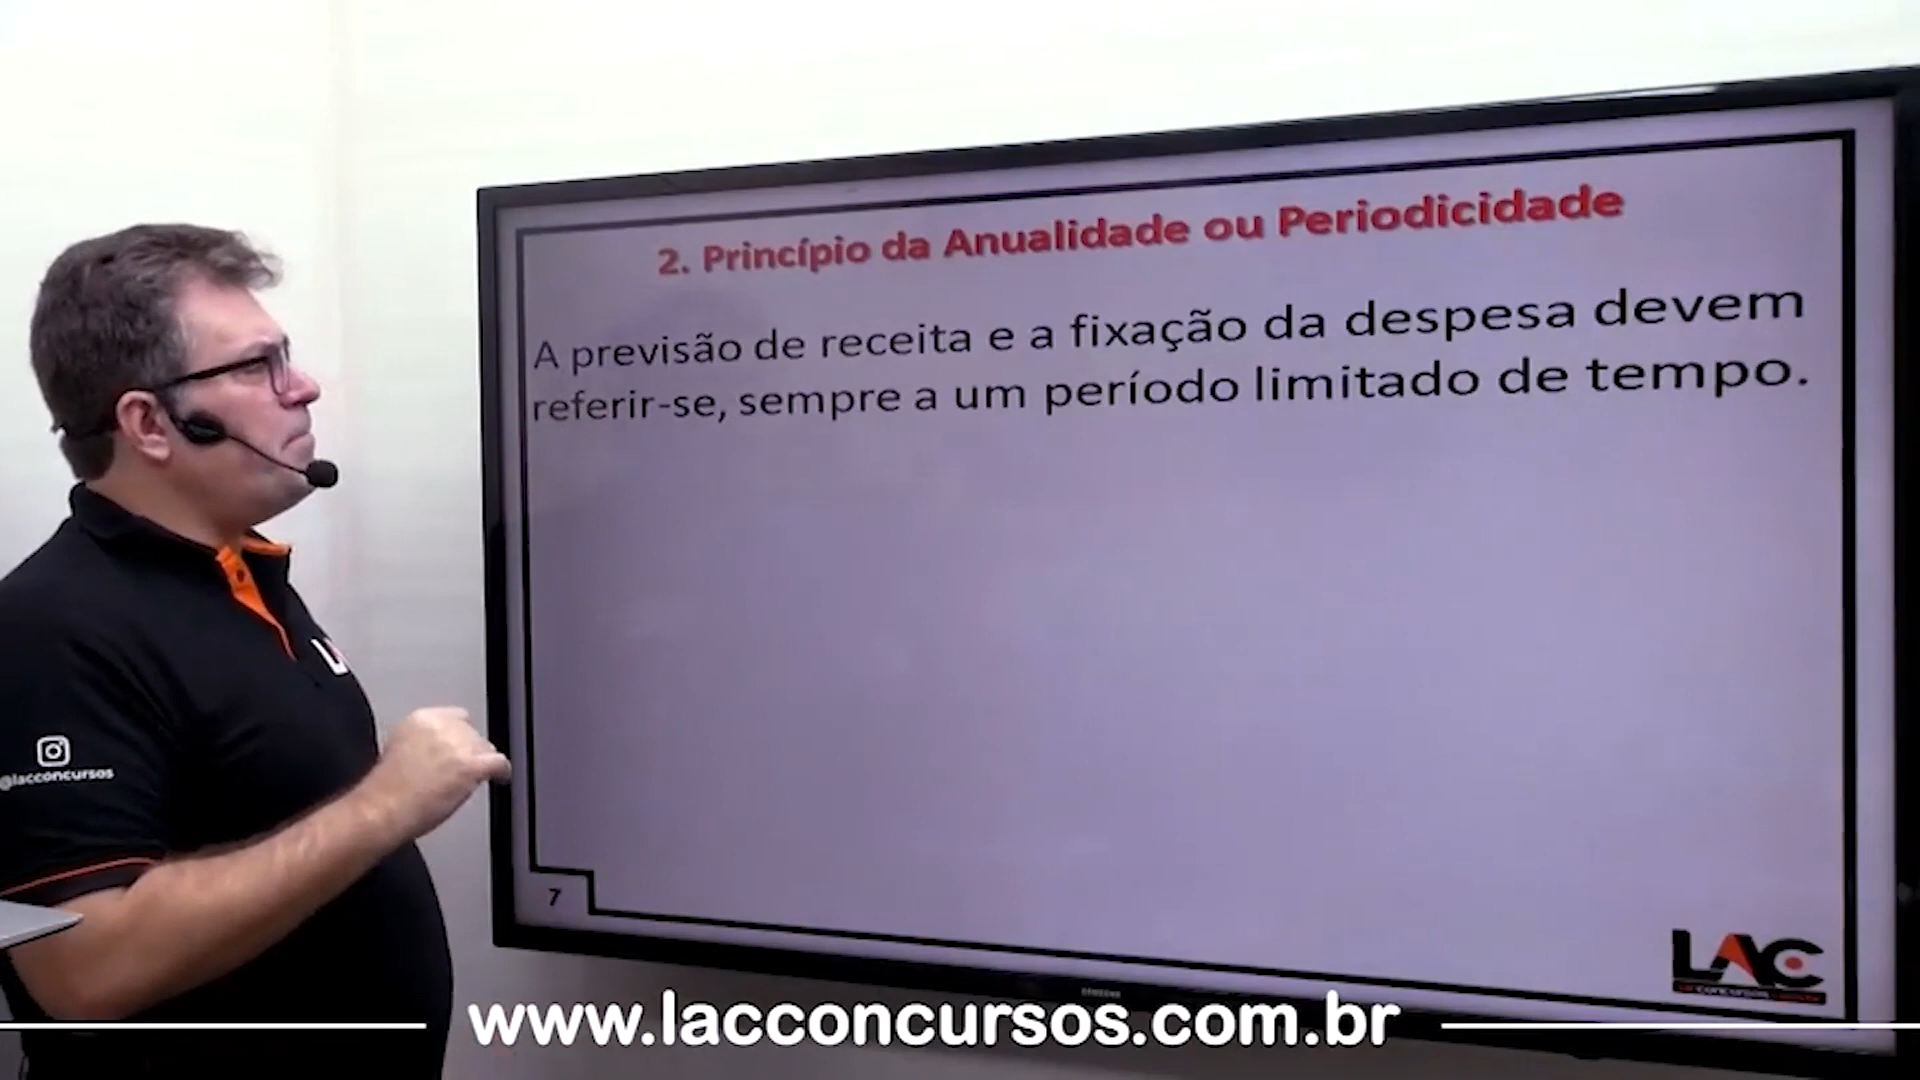 2. Princípio da Anualidade ou Periodicidade
A previsão de receita e a fixação da despesa devem
referir-se, sempre a um período limitado de tempo.
7
LAC
@lacconcursos
SAMSUNG
www.lacconcursos.com.br